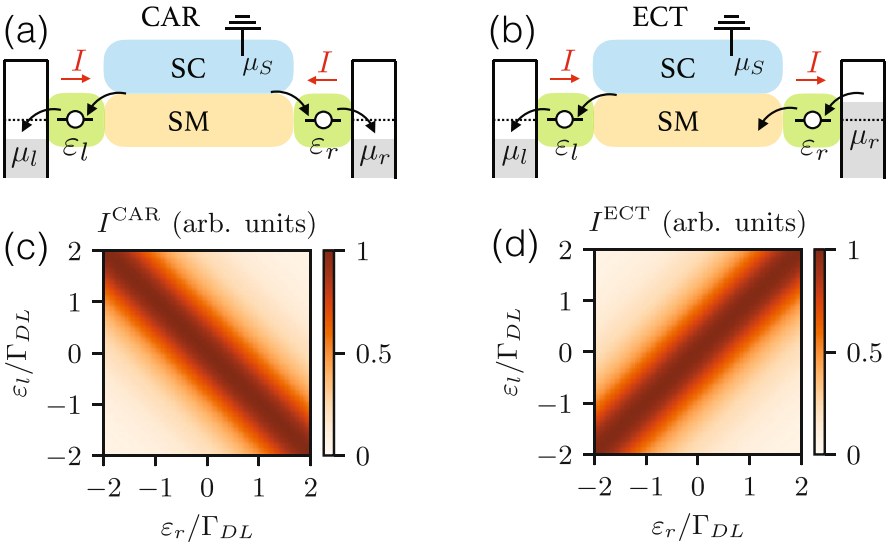 (a) CAR
I SC μ_S I
SM
μ_l ε_l ε_r μ_r
(b) ECT
I SC μ_S I
SM
μ_l ε_l ε_r μ_r
(c) I^CAR (arb. units)
2
1
0
−1
−2
ε_l/Γ_DL
−2 −1 0 1 2
ε_r/Γ_DL
1
0.5
0
(d) I^ECT (arb. units)
2
1
0
−1
−2
ε_l/Γ_DL
−2 −1 0 1 2
ε_r/Γ_DL
1
0.5
0